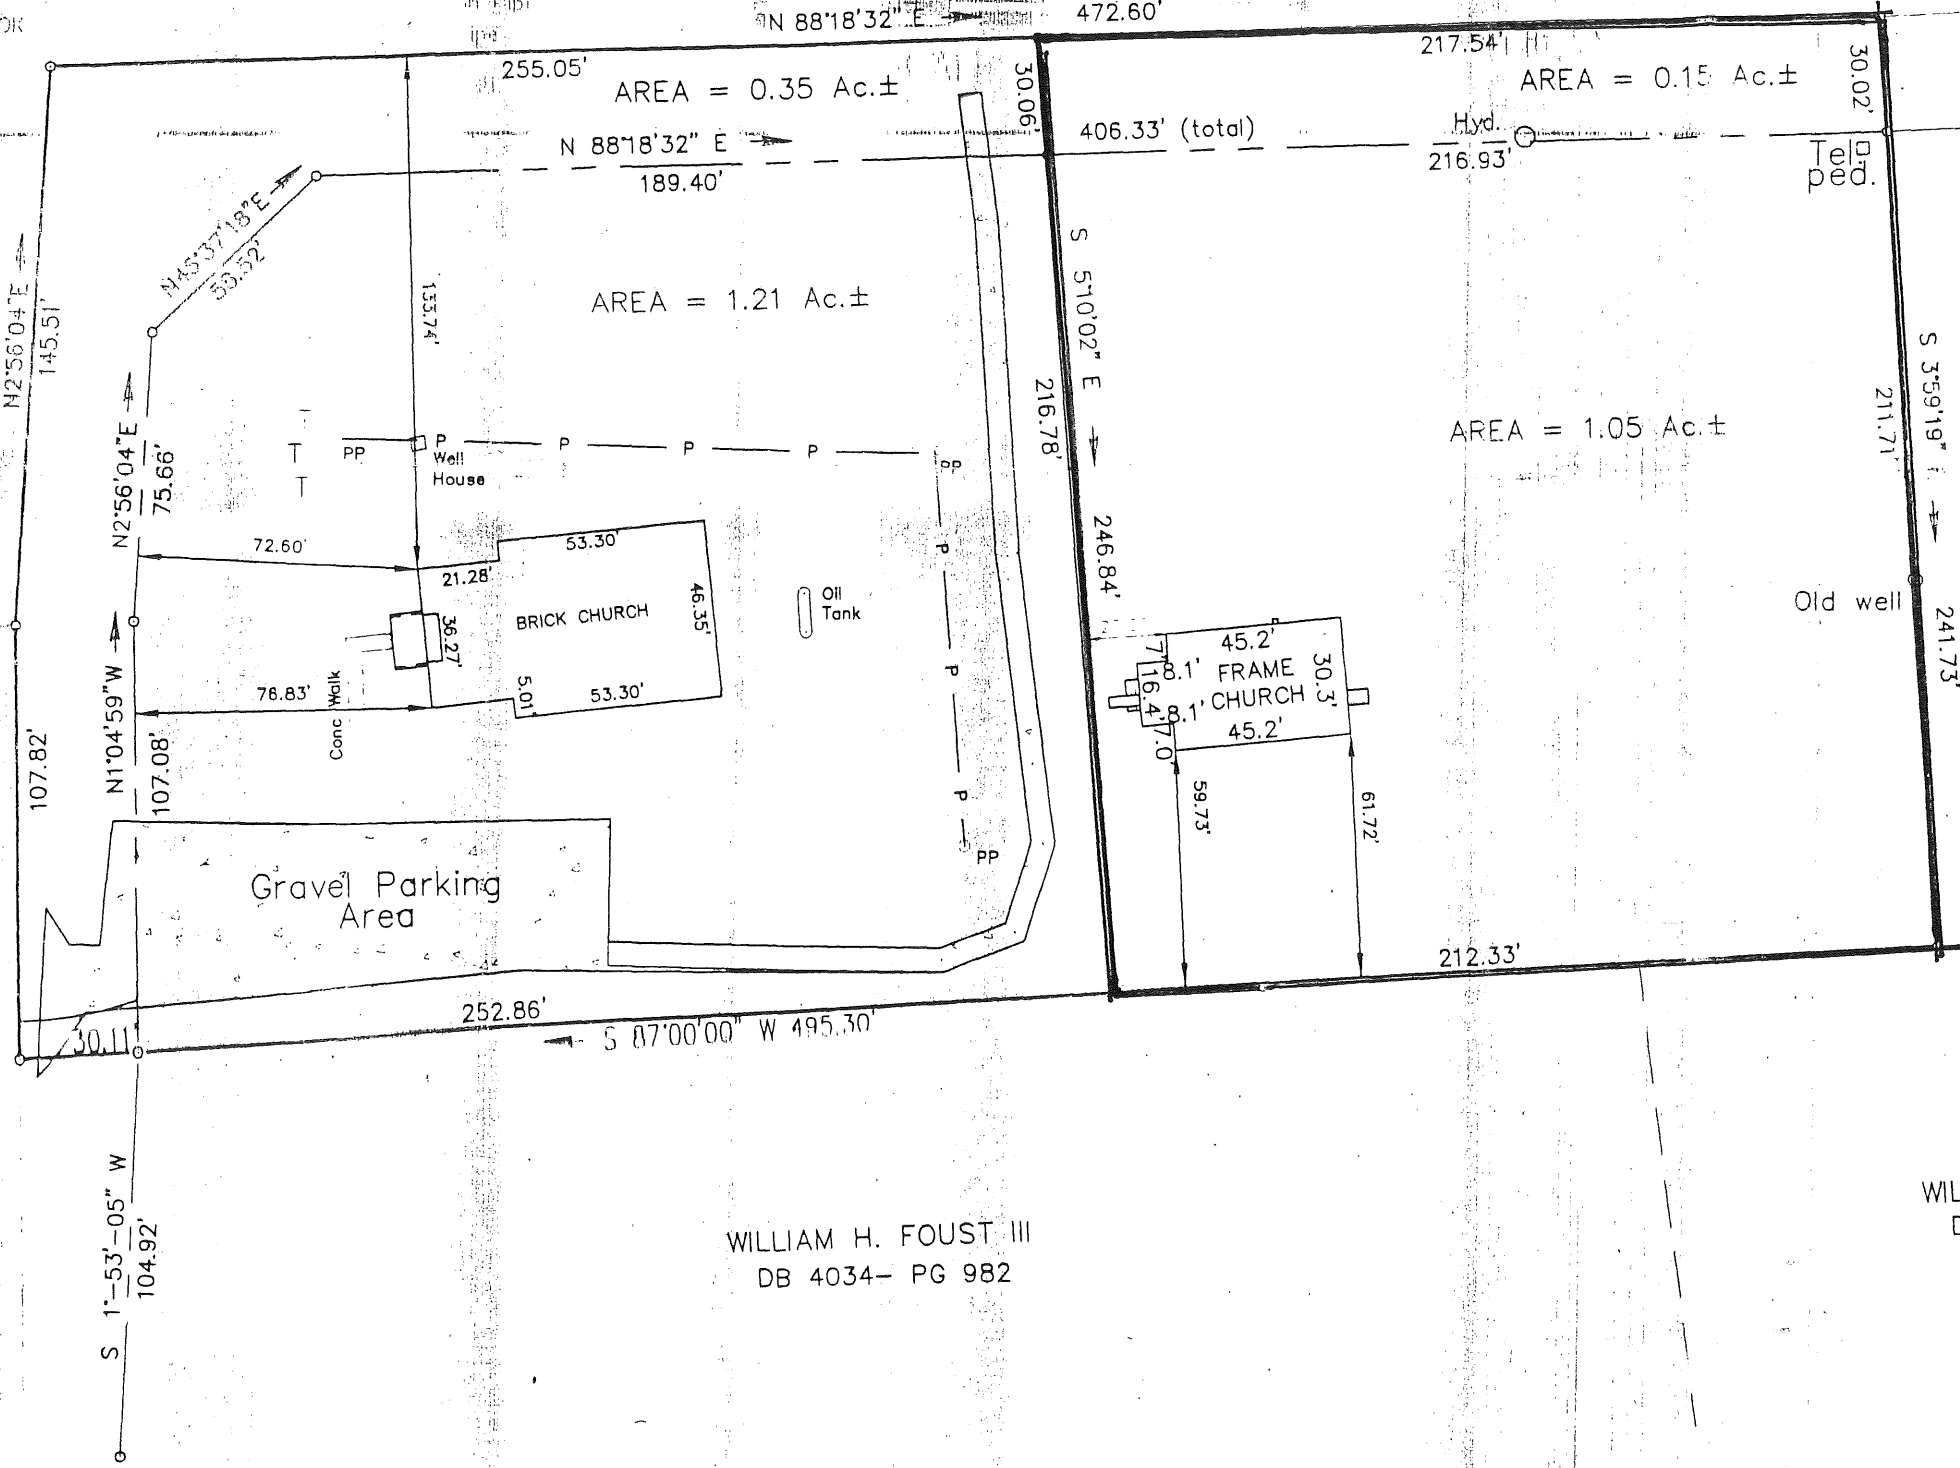 OR
N 88°18'32" E
472.60'
255.05'
AREA = 0.35 Ac.±
30.06'
217.54'
AREA = 0.15 Ac.±
30.02'
N 88°18'32" E
189.40'
406.33' (total)
Hyd.
216.93'
Tel.
ped.
N45°37'18"E
N2°56'04"E
145.51'
133.74'
AREA = 1.21 Ac.±
S 5°10'02" E
216.78'
246.84'
AREA = 1.05 Ac.±
S 3°59'19"
211.71'
241.73'
N2°56'04"E
75.66'
T
T
PP
P
P
P
P
Well
House
PP
P
P
P
PP
72.60'
21.28'
53.30'
46.35'
BRICK CHURCH
36.27'
5.01'
53.30'
76.83'
Conc Walk
Oil
Tank
Old well
45.2'
7'
8.1'
FRAME
CHURCH
16.4'
8.1'
7.0'
30.3'
45.2'
59.73'
61.72'
N1°04'59"W
107.08'
107.82'
Gravel Parking
Area
30.11'
252.86'
S 87°00'00" W 495.30'
212.33'
S 1°-53'-05" W
104.92'
WILLIAM H. FOUST III
DB 4034- PG 982
WIL
D